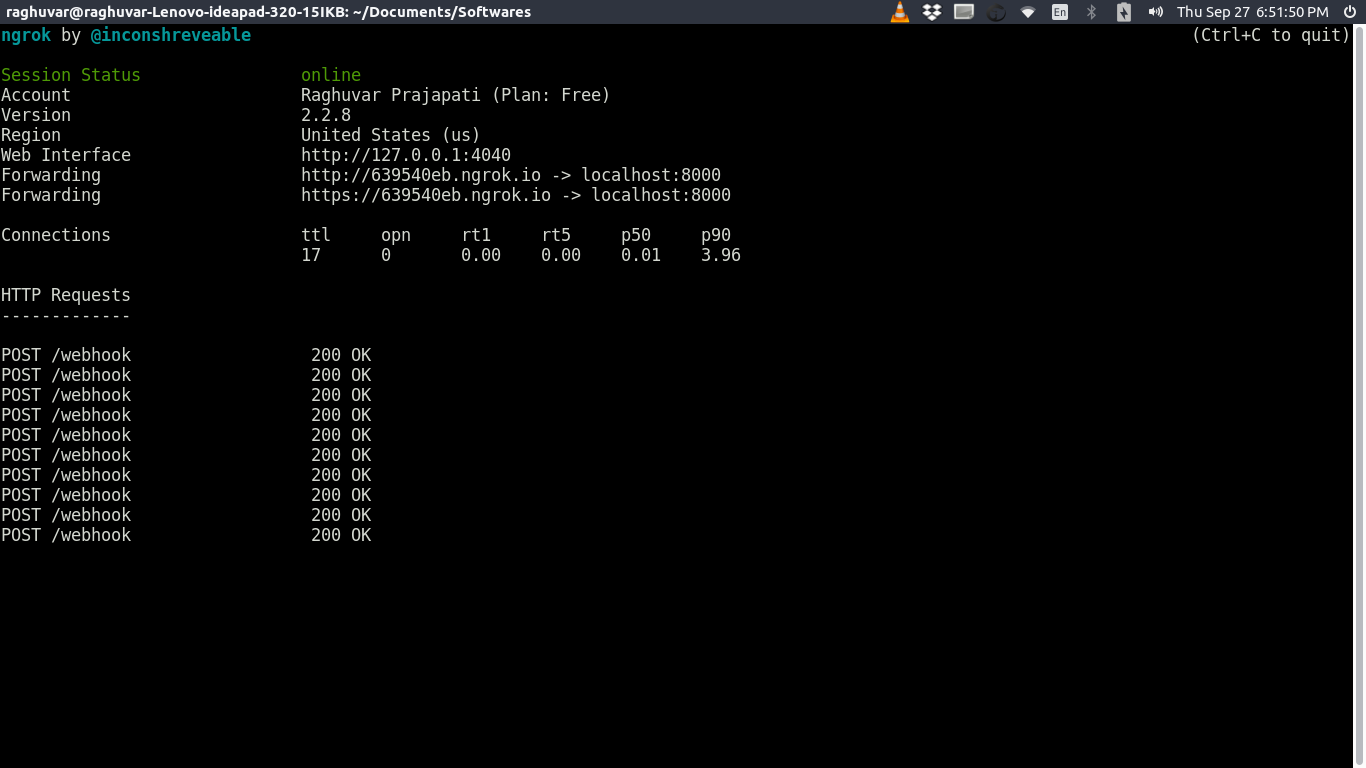 raghuvar@raghuvar-Lenovo-ideapad-320-15IKB: ~/Documents/Softwares En Thu Sep 27 6:51:50 PM
ngrok by @inconshreveable (Ctrl+C to quit)
Session Status online
Account Raghuvar Prajapati (Plan: Free)
Version 2.2.8
Region United States (us)
Web Interface http://127.0.0.1:4040
Forwarding http://639540eb.ngrok.io -> localhost:8000
Forwarding https://639540eb.ngrok.io -> localhost:8000
Connections ttl opn rt1 rt5 p50 p90
17 0 0.00 0.00 0.01 3.96
HTTP Requests
-------------
POST /webhook 200 OK
POST /webhook 200 OK
POST /webhook 200 OK
POST /webhook 200 OK
POST /webhook 200 OK
POST /webhook 200 OK
POST /webhook 200 OK
POST /webhook 200 OK
POST /webhook 200 OK
POST /webhook 200 OK